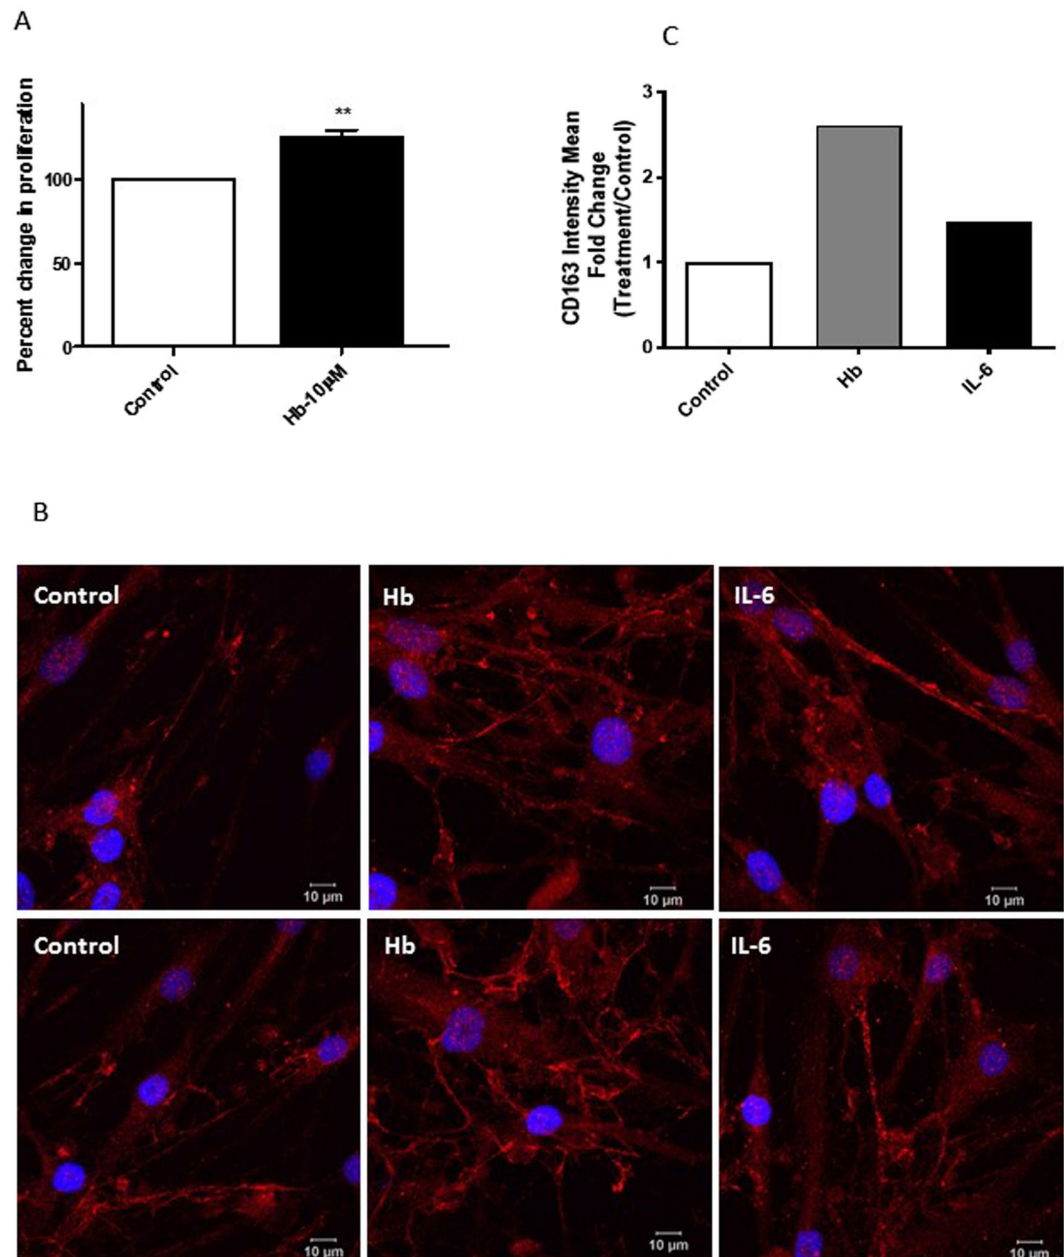 A
Percent change in proliferation
**
100
50
0
Control
Hb-10µM
C
CD163 Intensity Mean
Fold Change
(Treatment/Control)
3
2
1
0
Control
Hb
IL-6
B
Control
10 µm
Hb
10 µm
IL-6
10 µm
Control
10 µm
Hb
10 µm
IL-6
10 µm